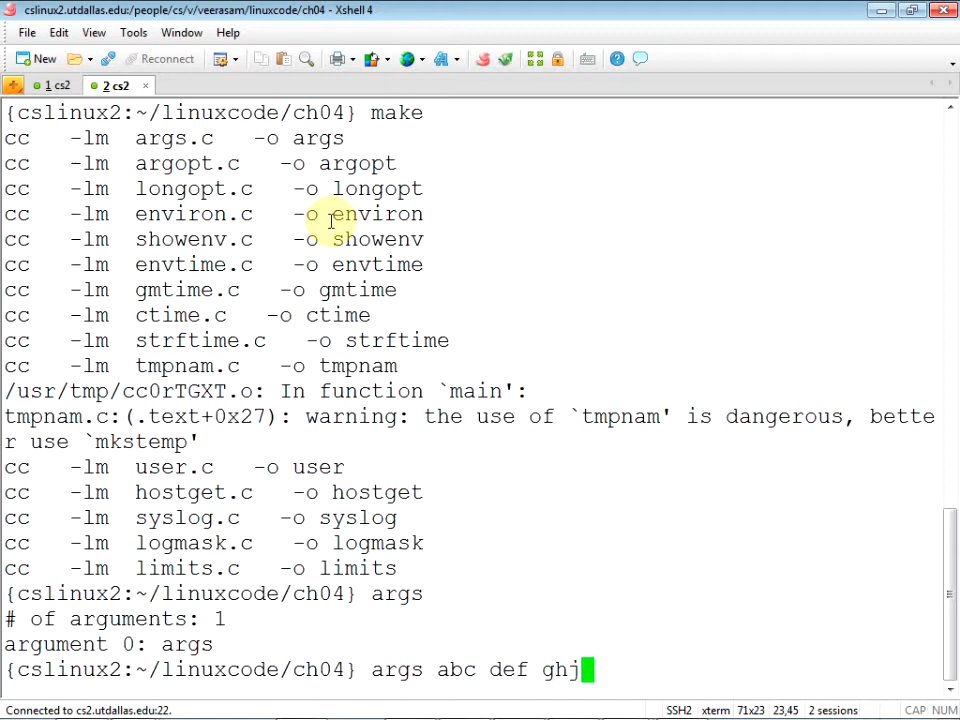 cslinux2.utdallas.edu:/people/cs/v/veerasam/linuxcode/ch04 - Xshell 4
File Edit View Tools Window Help
New Reconnect
1 cs2 2 cs2 ×
{cslinux2:~/linuxcode/ch04} make
cc -lm args.c -o args
cc -lm argopt.c -o argopt
cc -lm longopt.c -o longopt
cc -lm environ.c -o environ
cc -lm showenv.c -o showenv
cc -lm envtime.c -o envtime
cc -lm gmtime.c -o gmtime
cc -lm ctime.c -o ctime
cc -lm strftime.c -o strftime
cc -lm tmpnam.c -o tmpnam
/usr/tmp/cc0rTGXT.o: In function `main':
tmpnam.c:(.text+0x27): warning: the use of `tmpnam' is dangerous, bette
r use `mkstemp'
cc -lm user.c -o user
cc -lm hostget.c -o hostget
cc -lm syslog.c -o syslog
cc -lm logmask.c -o logmask
cc -lm limits.c -o limits
{cslinux2:~/linuxcode/ch04} args
# of arguments: 1
argument 0: args
{cslinux2:~/linuxcode/ch04} args abc def ghj
Connected to cs2.utdallas.edu:22. SSH2 xterm 71x23 23,45 2 sessions CAP NUM